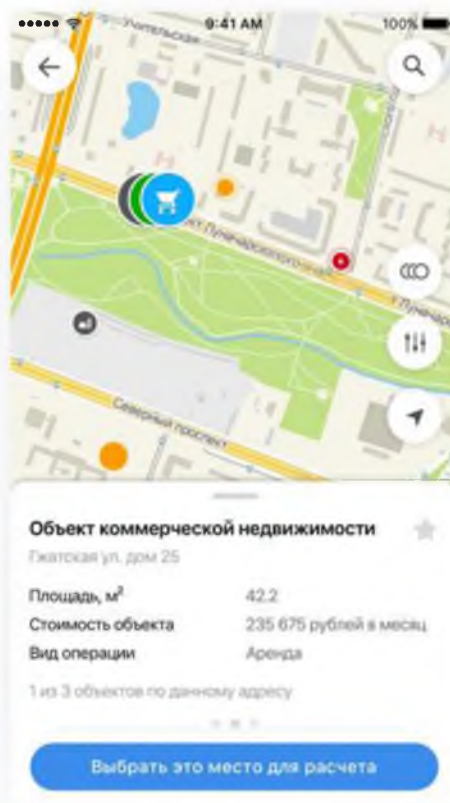 Учительская
9:41 AM
100%
кт Луначарского
т Луначарс
Северный проспект
Объект коммерческой недвижимости
Гжатская ул. дом 25
Площадь, м² 42.2
Стоимость объекта 235 675 рублей в месяц
Вид операции Аренда
1 из 3 объектов по данному адресу
Выбрать это место для расчета